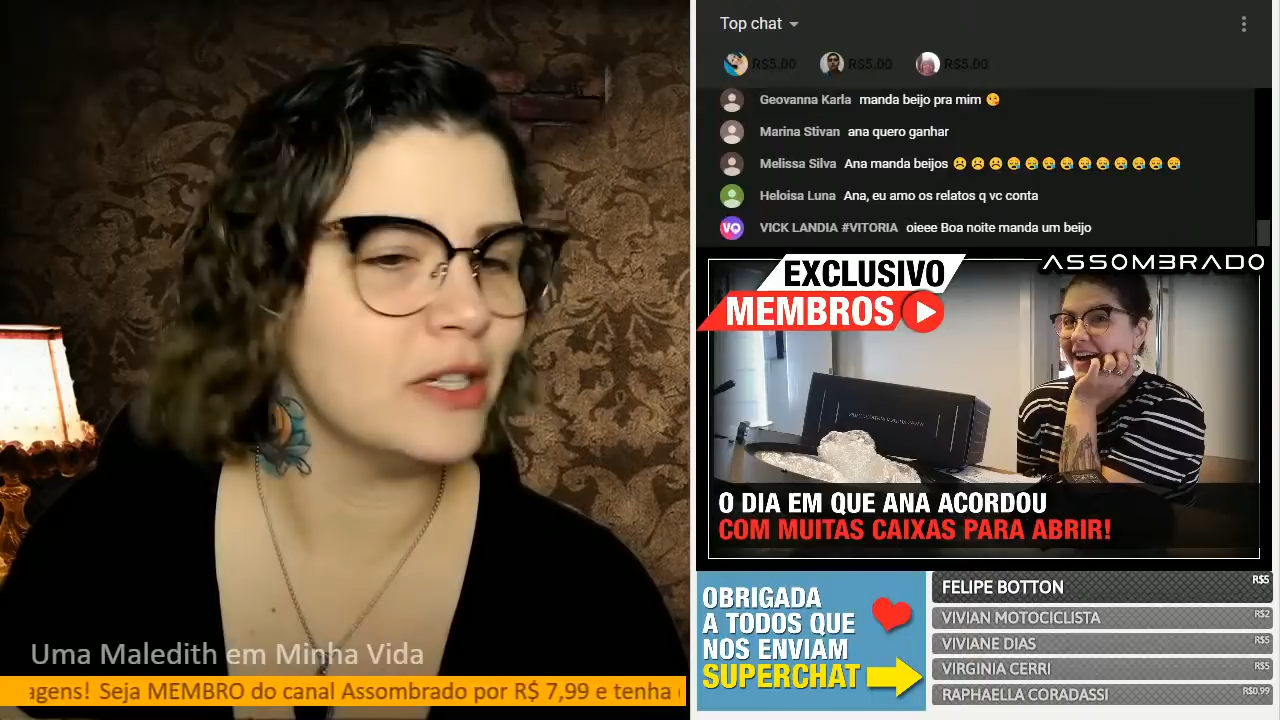 Top chat
R$5.00
R$5.00
R$5.00
Geovanna Karla manda beijo pra mim 😘
Marina Stivan ana quero ganhar
Melissa Silva Ana manda beijos ☹☹☹😪😪😪😪😪😪😪😪😪😪
Heloisa Luna Ana, eu amo os relatos q vc conta
VQ VICK LANDIA #VITORIA oieee Boa noite manda um beijo
EXCLUSIVO
MEMBROS
ASSOMBRADO
O DIA EM QUE ANA ACORDOU
COM MUITAS CAIXAS PARA ABRIR!
OBRIGADA
A TODOS QUE
NOS ENVIAM
SUPERCHAT
FELIPE BOTTON R$5
VIVIAN MOTOCICLISTA R$2
VIVIANE DIAS R$5
VIRGINIA CERRI R$5
RAPHAELLA CORADASSI R$0.99
Uma Maledith em Minha Vida
agens! Seja MEMBRO do canal Assombrado por R$ 7,99 e tenha